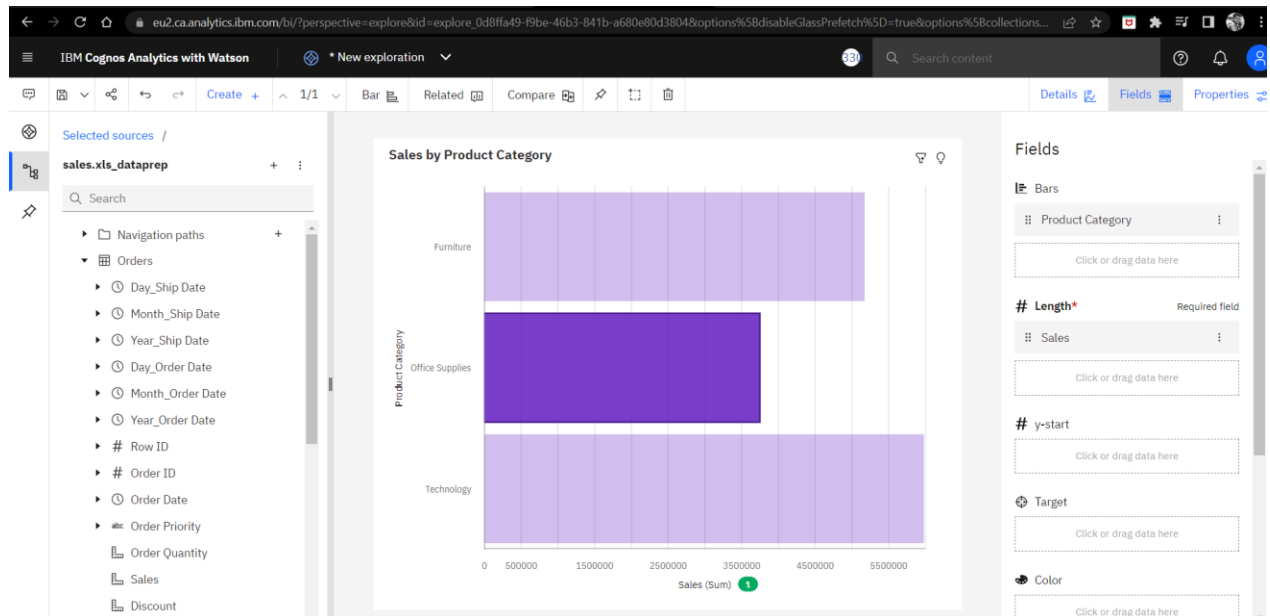 eu2.ca.analytics.ibm.com/bi/?perspective=explore&id=explore_0d8ffa49-f9be-46b3-841b-a680e80d3804&options%5BdisableGlassPrefetch%5D=true&options%5Bcollections...
IBM Cognos Analytics with Watson
* New exploration
330
Search content
Create +
1/1
Bar
Related
Compare
Details
Fields
Properties
Selected sources /
sales.xls_dataprep
Search
Navigation paths
Orders
Day_Ship Date
Month_Ship Date
Year_Ship Date
Day_Order Date
Month_Order Date
Year_Order Date
# Row ID
# Order ID
Order Date
abc Order Priority
Order Quantity
Sales
Discount
Sales by Product Category
Product Category
Furniture
Office Supplies
Technology
0 500000 1500000 2500000 3500000 4500000 5500000
Sales (Sum) 1
Fields
Bars
Product Category
Click or drag data here
# Length* Required field
Sales
Click or drag data here
# y-start
Click or drag data here
Target
Click or drag data here
Color
Click or drag data here